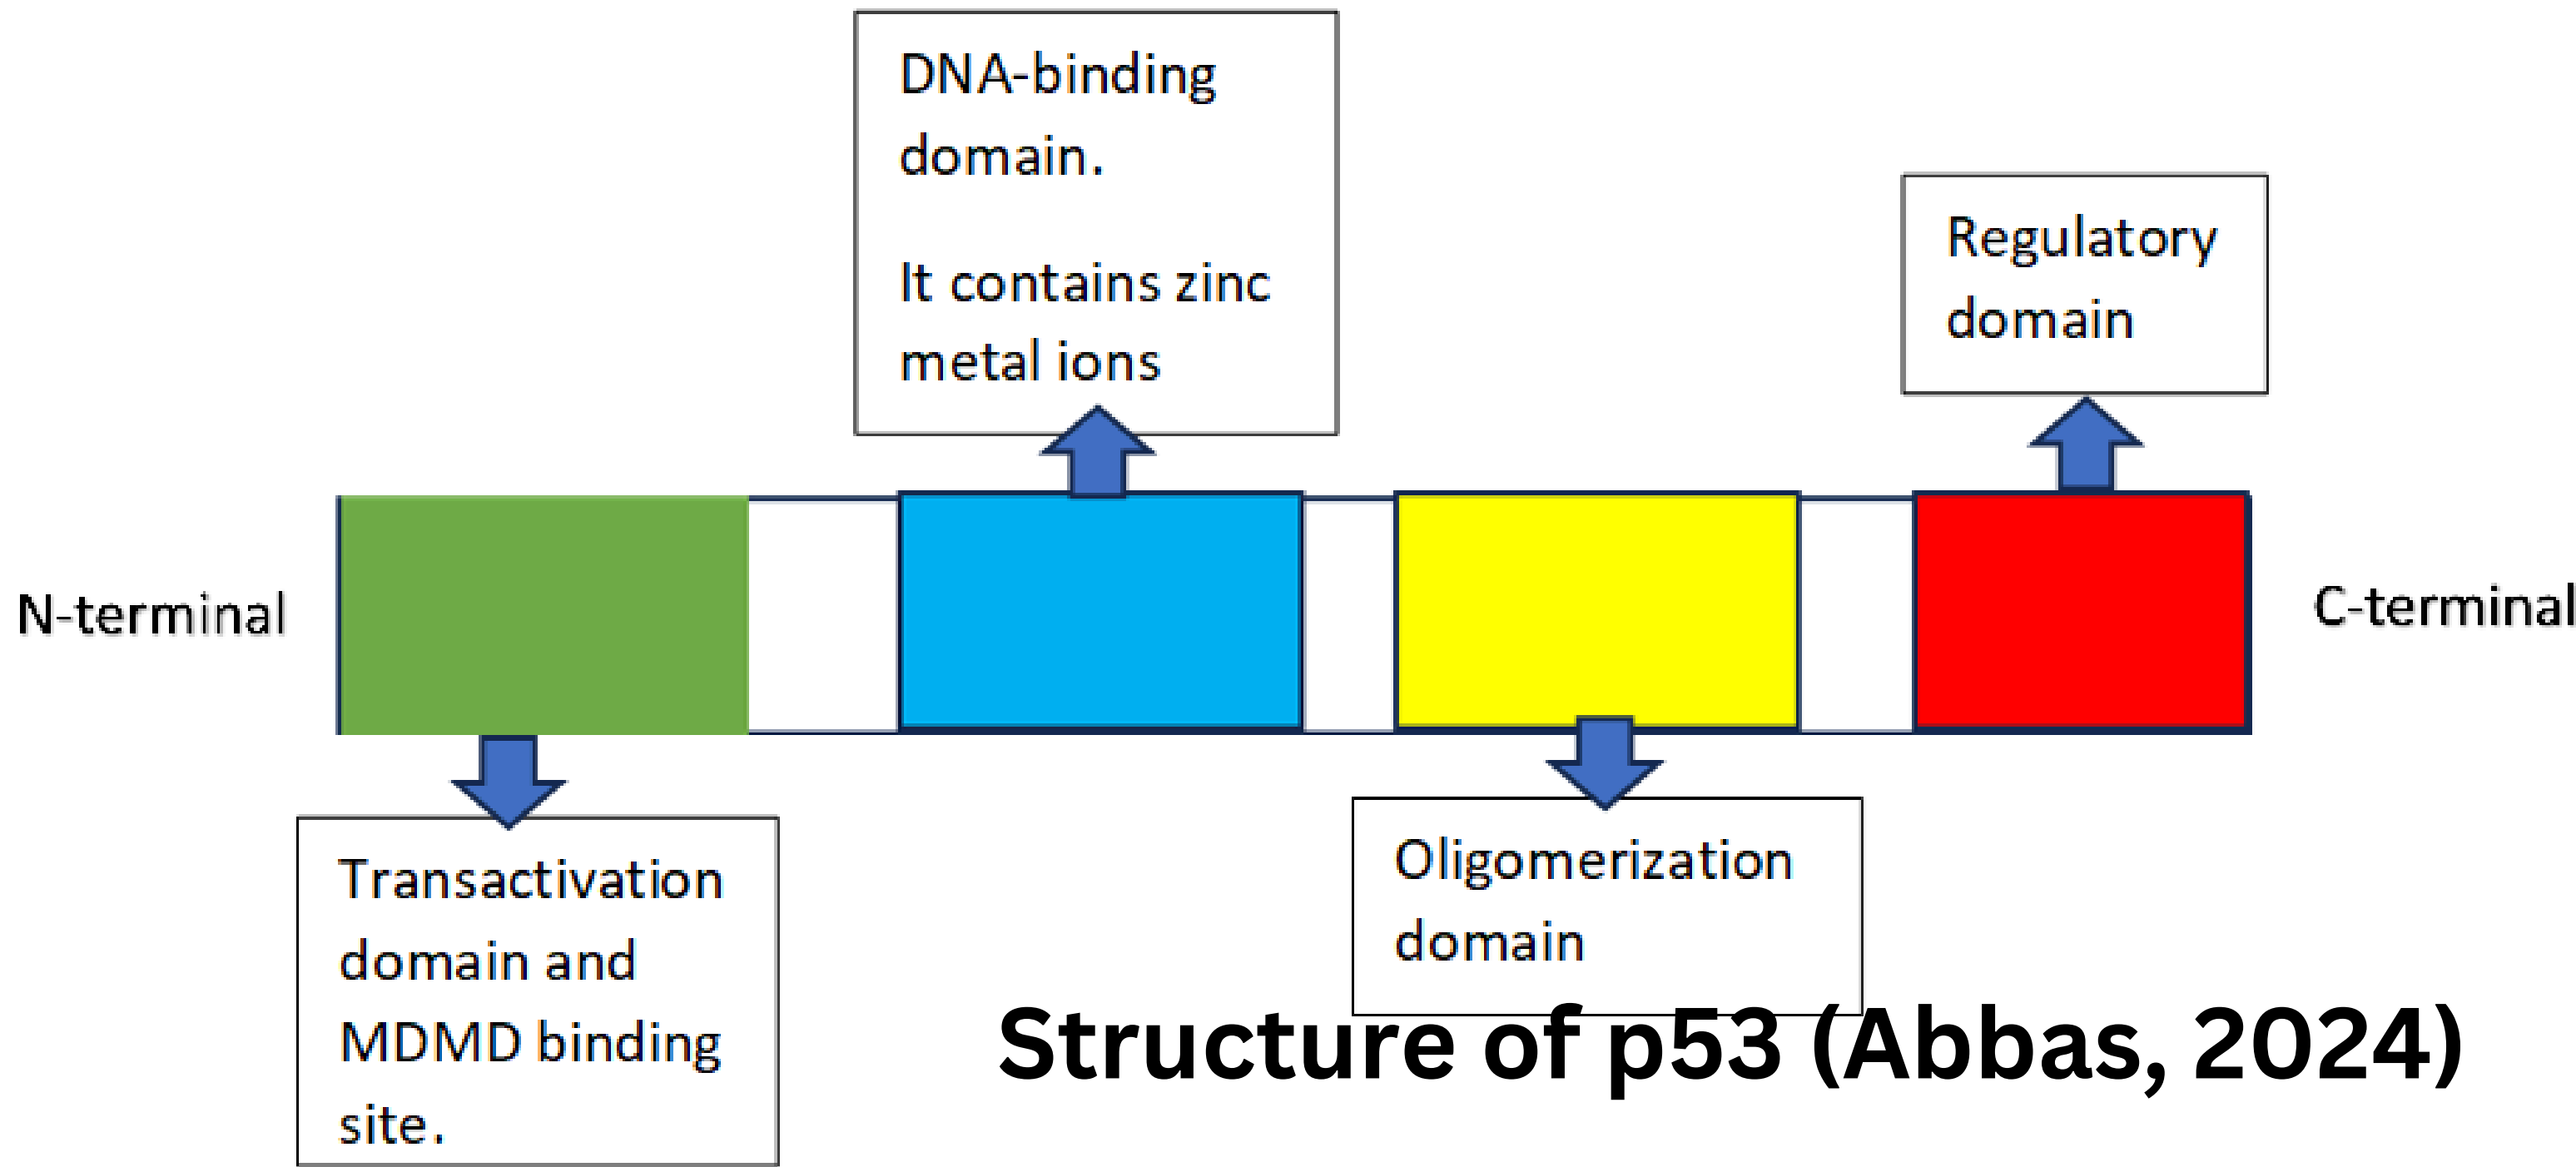 DNA-binding
domain.
It contains zinc
metal ions
Regulatory
domain
N-terminal
C-terminal
Transactivation
domain and
MDMD binding
site.
Oligomerization
domain
Structure of p53 (Abbas, 2024)